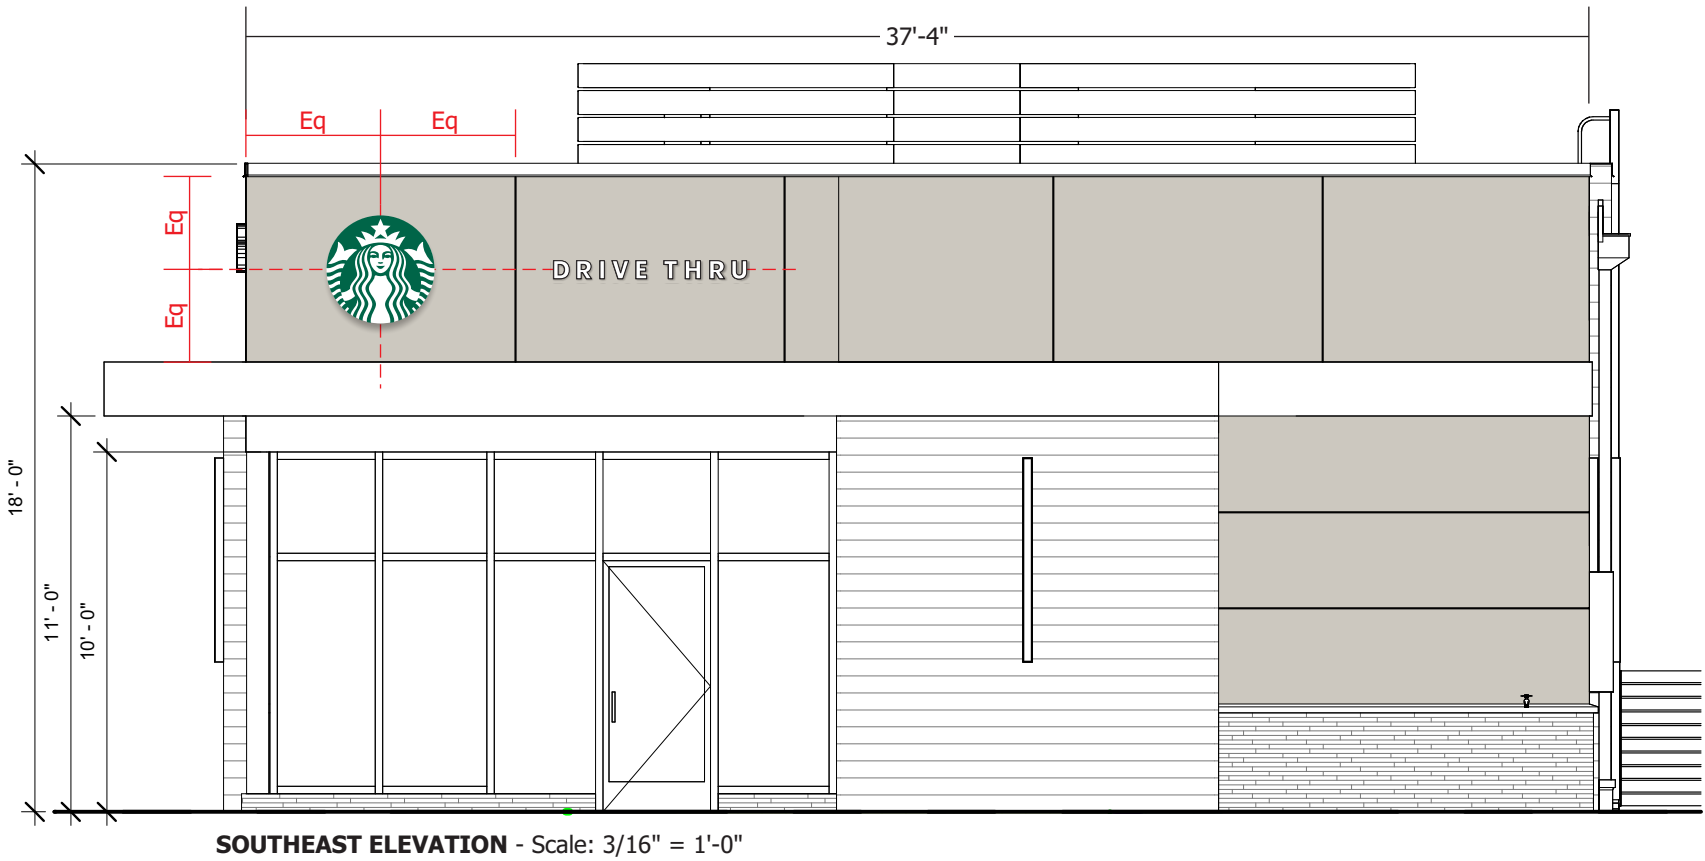 37'-4"
Eq Eq
Eq
DRIVE THRU
Eq
18' - 0"
11' - 0"
10' - 0"
SOUTHEAST ELEVATION - Scale: 3/16" = 1'-0"